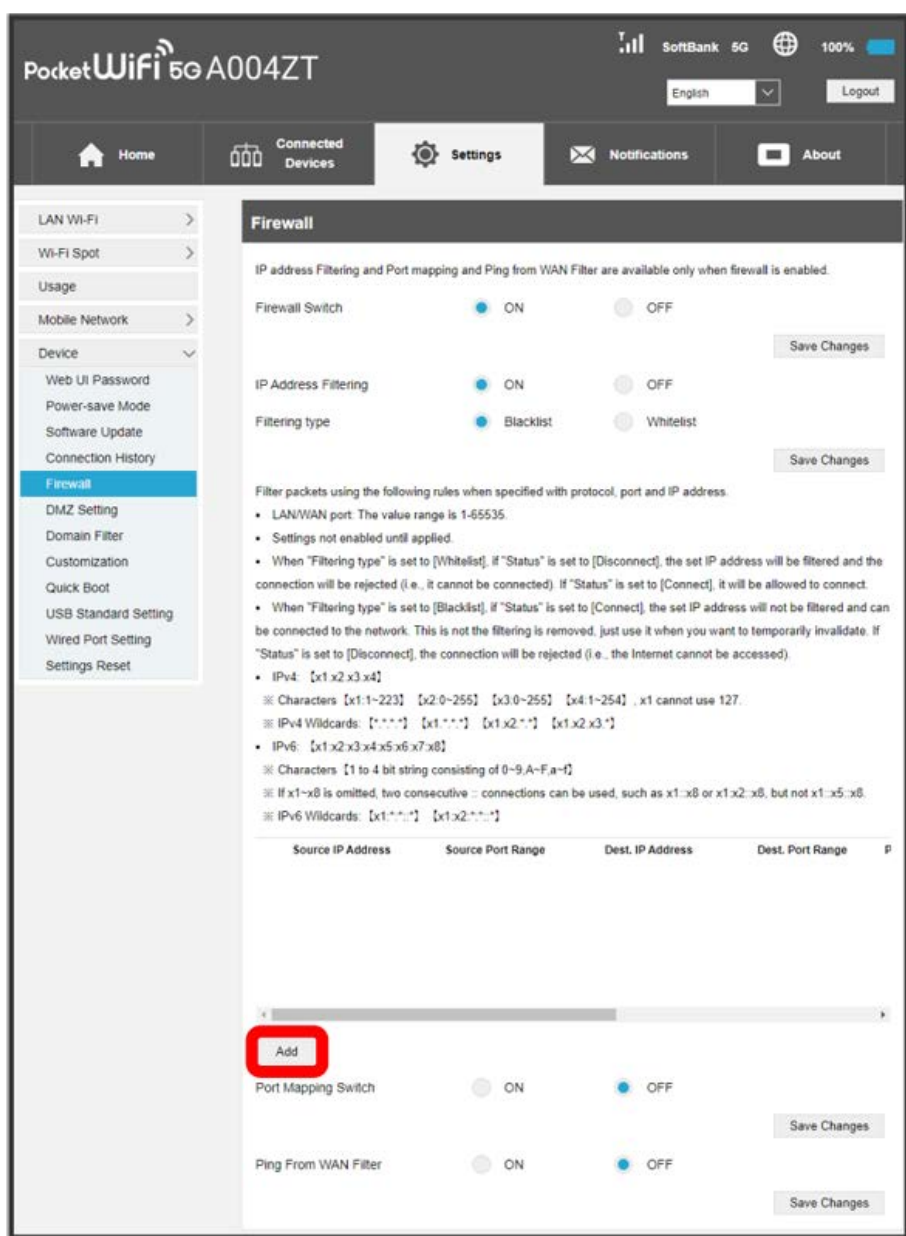 PocketWiFi 5G A004ZT
SoftBank 5G 100%
English
Logout
Home
Connected
Devices
Settings
Notifications
About
LAN Wi-Fi
Wi-Fi Spot
Usage
Mobile Network
Device
Web UI Password
Power-save Mode
Software Update
Connection History
Firewall
DMZ Setting
Domain Filter
Customization
Quick Boot
USB Standard Setting
Wired Port Setting
Settings Reset
Firewall
IP address Filtering and Port mapping and Ping from WAN Filter are available only when firewall is enabled.
Firewall Switch ON OFF
Save Changes
IP Address Filtering ON OFF
Filtering type Blacklist Whitelist
Save Changes
Filter packets using the following rules when specified with protocol, port and IP address.
• LAN/WAN port: The value range is 1-65535.
• Settings not enabled until applied.
• When "Filtering type" is set to [Whitelist], if "Status" is set to [Disconnect], the set IP address will be filtered and the
connection will be rejected (i.e., it cannot be connected). If "Status" is set to [Connect], it will be allowed to connect.
• When "Filtering type" is set to [Blacklist], if "Status" is set to [Connect], the set IP address will not be filtered and can
be connected to the network. This is not the filtering is removed, just use it when you want to temporarily invalidate. If
"Status" is set to [Disconnect], the connection will be rejected (i.e., the Internet cannot be accessed).
• IPv4: 【x1.x2.x3.x4】
※ Characters【x1:1~223】【x2:0~255】【x3:0~255】【x4:1~254】, x1 cannot use 127.
※ IPv4 Wildcards: 【*.*.*.*】【x1.*.*.*】【x1.x2.*.*】【x1.x2.x3.*】
• IPv6: 【x1:x2:x3:x4:x5:x6:x7:x8】
※ Characters【1 to 4 bit string consisting of 0~9,A~F,a~f】
※ If x1~x8 is omitted, two consecutive :: connections can be used, such as x1::x8 or x1:x2::x8, but not x1::x5::x8.
※ IPv6 Wildcards: 【x1:*:*::*】【x1:x2:*:*::*】
Source IP Address Source Port Range Dest. IP Address Dest. Port Range P
Add
Port Mapping Switch ON OFF
Save Changes
Ping From WAN Filter ON OFF
Save Changes